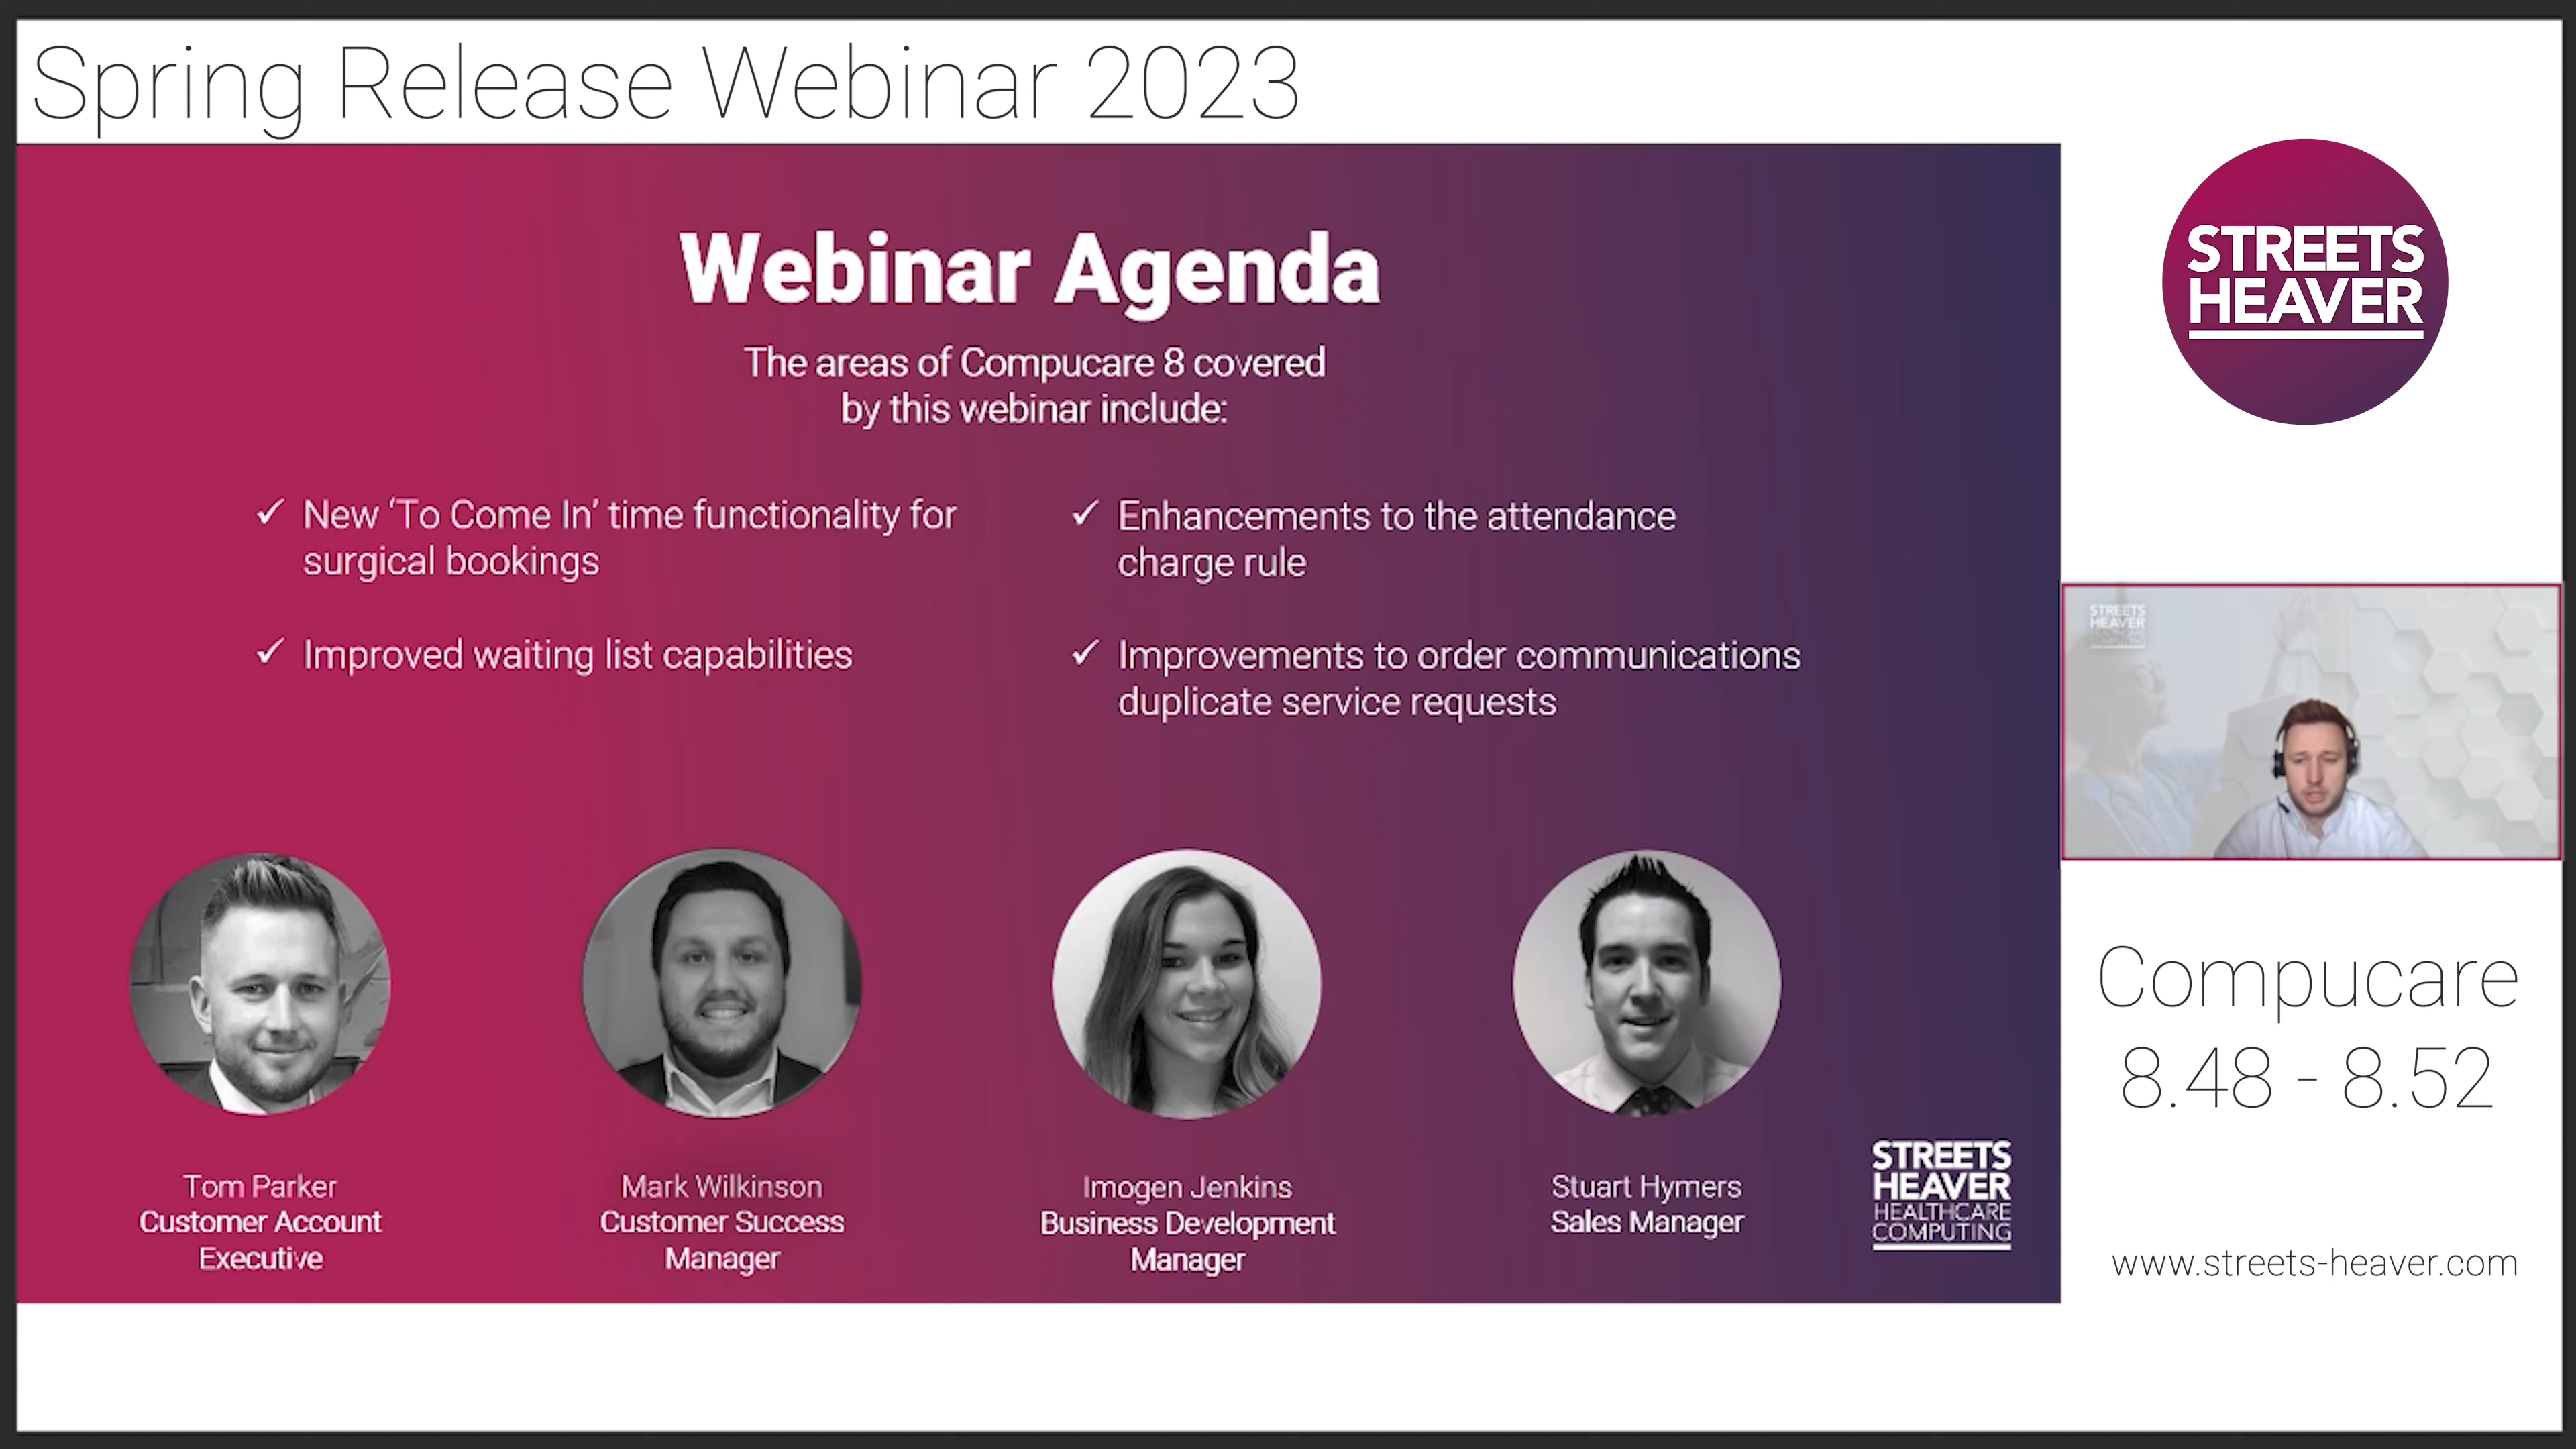 Spring Release Webinar 2023
STREETS
HEAVER
Webinar Agenda
The areas of Compucare 8 covered
by this webinar include:
✓ New ‘To Come In’ time functionality for
surgical bookings
✓ Improved waiting list capabilities
✓ Enhancements to the attendance
charge rule
✓ Improvements to order communications
duplicate service requests
STREETS
HEAVER
HEALTHCARE
COMPUTING
Tom Parker
Customer Account
Executive
Mark Wilkinson
Customer Success
Manager
Imogen Jenkins
Business Development
Manager
Stuart Hymers
Sales Manager
STREETS
HEAVER
HEALTHCARE
COMPUTING
Compucare
8.48 - 8.52
www.streets-heaver.com